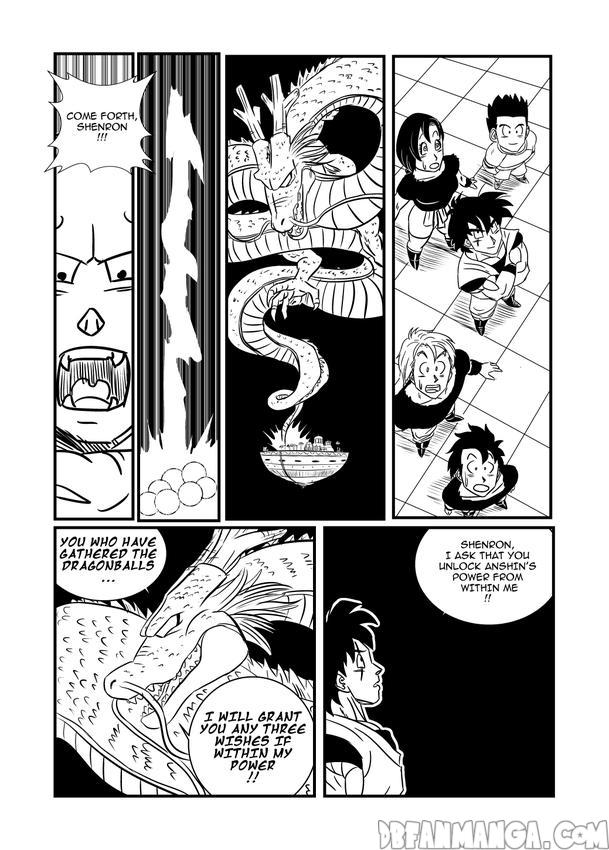 COME FORTH,
SHENRON
!!!
YOU WHO HAVE
GATHERED THE
DRAGONBALLS
...
I WILL GRANT
YOU ANY THREE
WISHES IF
WITHIN MY
POWER
!!
SHENRON,
I ASK THAT YOU
UNLOCK ANSHIN'S
POWER FROM
WITHIN ME
!!
DBFANMANGA.COM